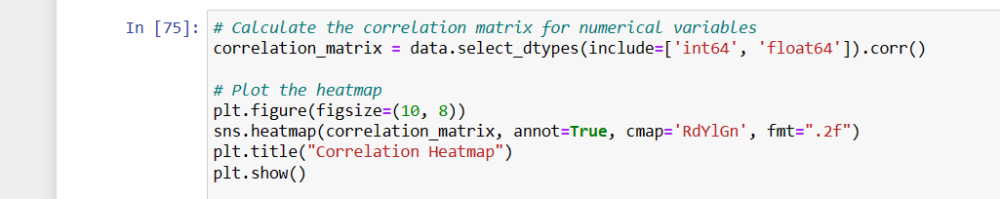 In [75]: # Calculate the correlation matrix for numerical variables
correlation_matrix = data.select_dtypes(include=['int64', 'float64']).corr()
# Plot the heatmap
plt.figure(figsize=(10, 8))
sns.heatmap(correlation_matrix, annot=True, cmap='RdYlGn', fmt=".2f")
plt.title("Correlation Heatmap")
plt.show()